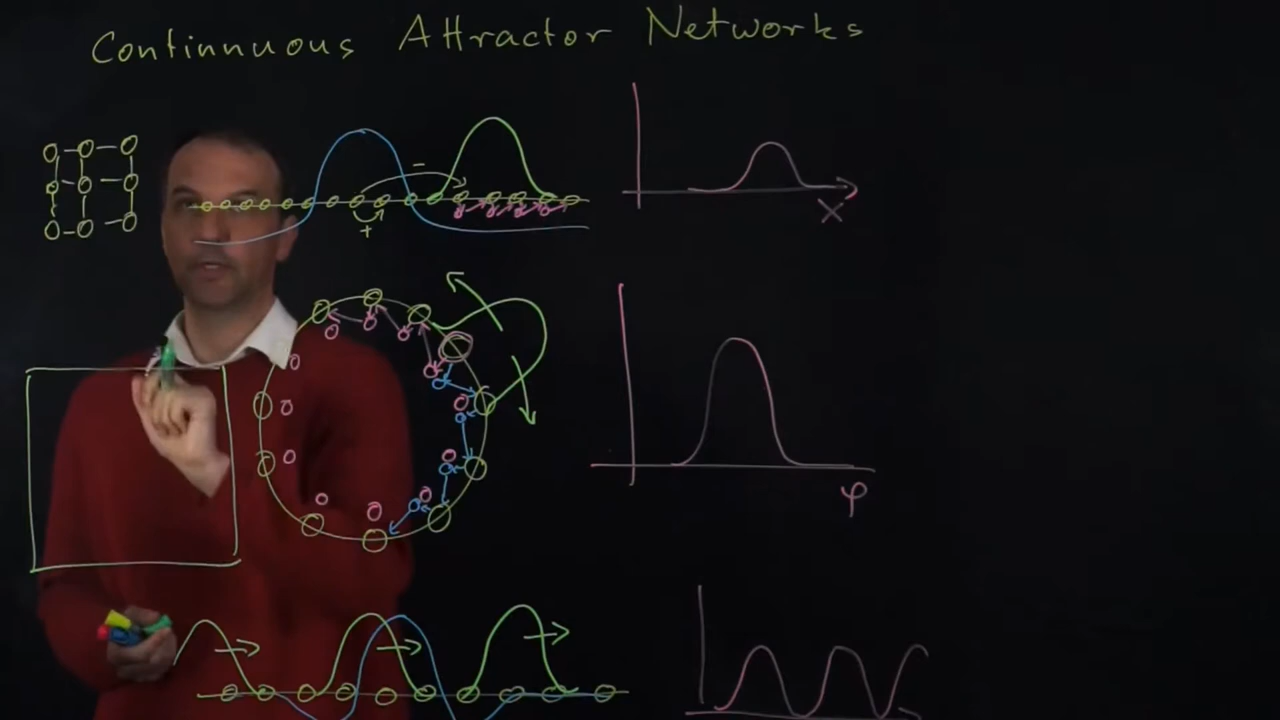 Continnuous Attractor Networks
-
+
X
φ